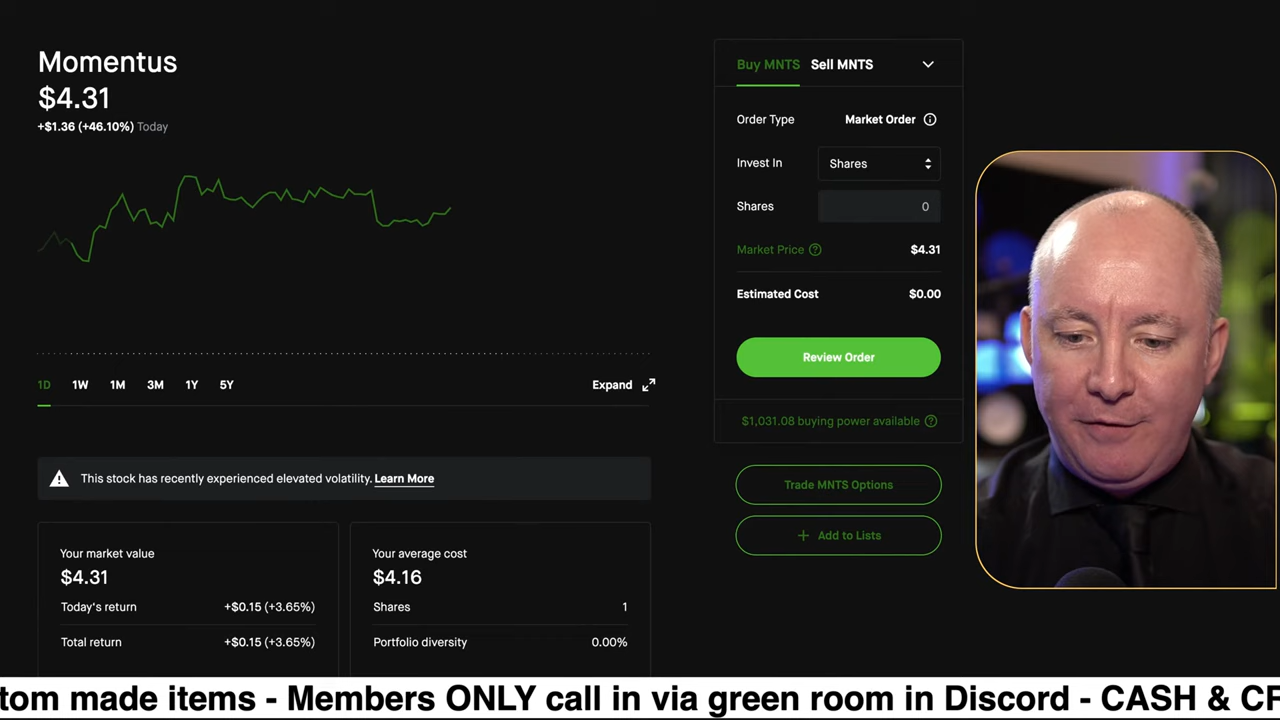 Momentus
$4.31
+$1.36 (+46.10%) Today
1D 1W 1M 3M 1Y 5Y Expand
This stock has recently experienced elevated volatility. Learn More
Your market value
$4.31
Today's return +$0.15 (+3.65%)
Total return +$0.15 (+3.65%)
Your average cost
$4.16
Shares 1
Portfolio diversity 0.00%
Buy MNTS Sell MNTS
Order Type Market Order
Invest In Shares
Shares 0
Market Price $4.31
Estimated Cost $0.00
Review Order
$1,031.08 buying power available
Trade MNTS Options
+ Add to Lists
tom made items - Members ONLY call in via green room in Discord - CASH & CF